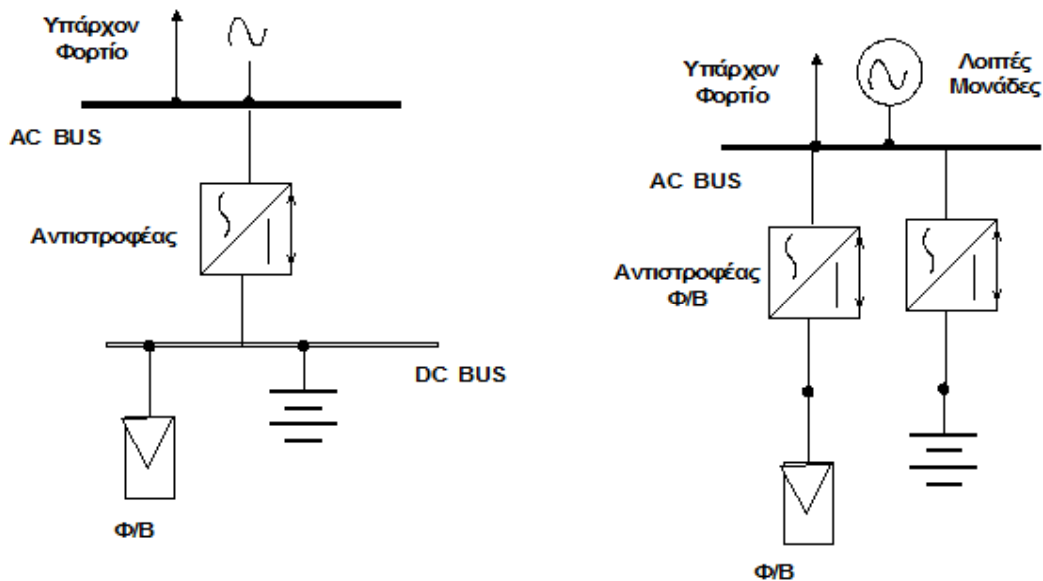 Υπάρχον
Φορτίο
AC BUS
Αντιστροφέας
DC BUS
Φ/Β
Υπάρχον
Φορτίο
Λοιπές
Μονάδες
AC BUS
Αντιστροφέας
Φ/Β
Φ/Β